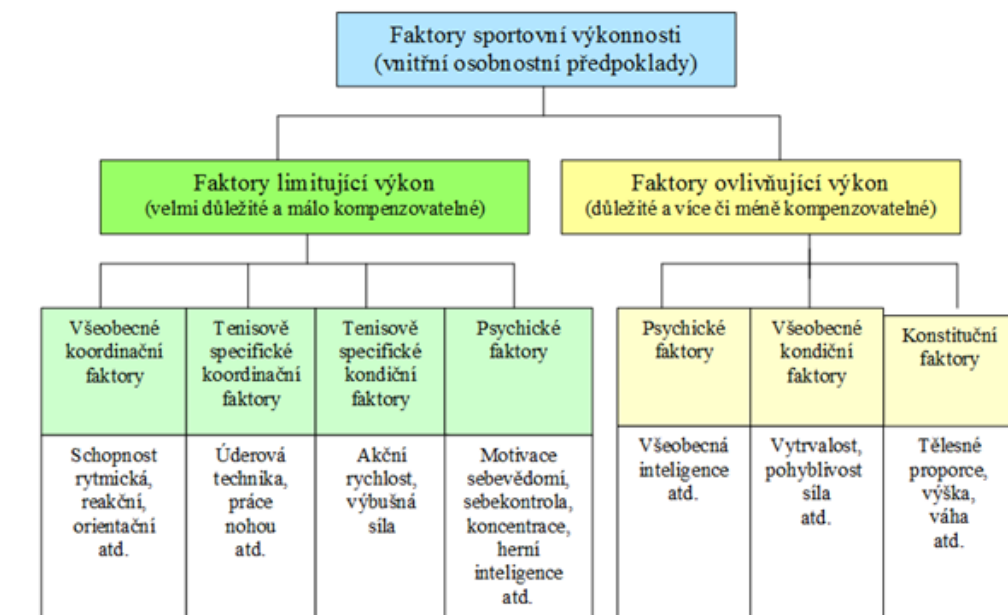 Faktory sportovní výkonnosti
(vnitřní osobnostní předpoklady)
Faktory limitující výkon
(velmi důležité a málo kompenzovatelné)
Faktory ovlivňující výkon
(důležité a více či méně kompenzovatelné)
Všeobecné
koordinační
faktory
Tenisově
specifické
koordinační
faktory
Tenisově
specifické
kondiční
faktory
Psychické
faktory
Psychické
faktory
Všeobecné
kondiční
faktory
Konstituční
faktory
Schopnost
rytmická,
reakční,
orientační
atd.
Úderová
technika,
práce
nohou
atd.
Akční
rychlost,
výbušná
síla
Motivace
sebevědomí,
sebekontrola,
koncentrace,
herní
inteligence
atd.
Všeobecná
inteligence
atd.
Vytrvalost,
pohyblivost
síla
atd.
Tělesné
proporce,
výška,
váha
atd.